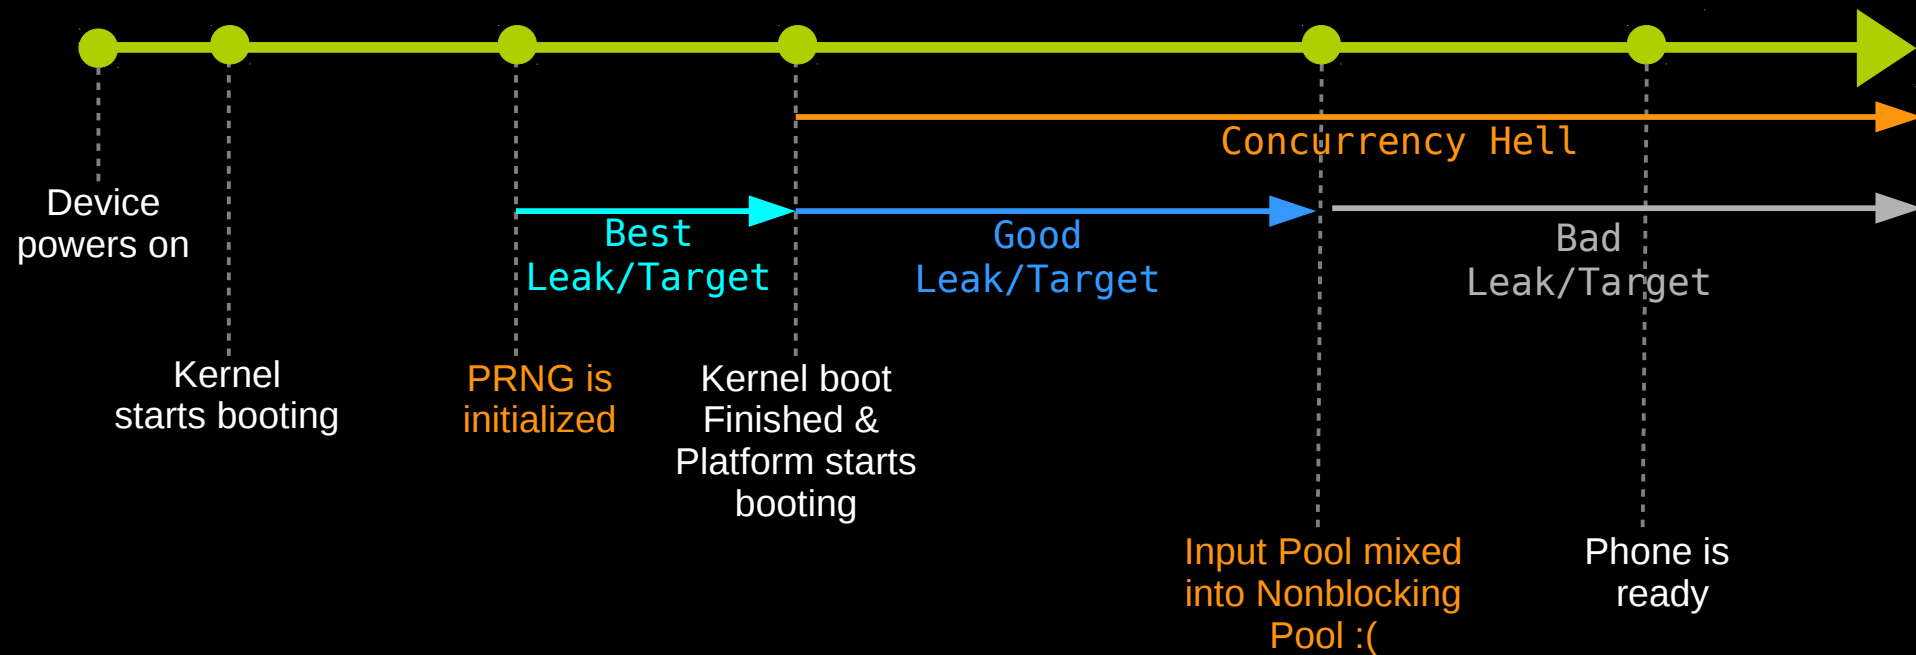 Concurrency Hell
Device
powers on
Best
Leak/Target
Good
Leak/Target
Bad
Leak/Target
Kernel
starts booting
PRNG is
initialized
Kernel boot
Finished &
Platform starts
booting
Input Pool mixed
into Nonblocking
Pool :(
Phone is
ready